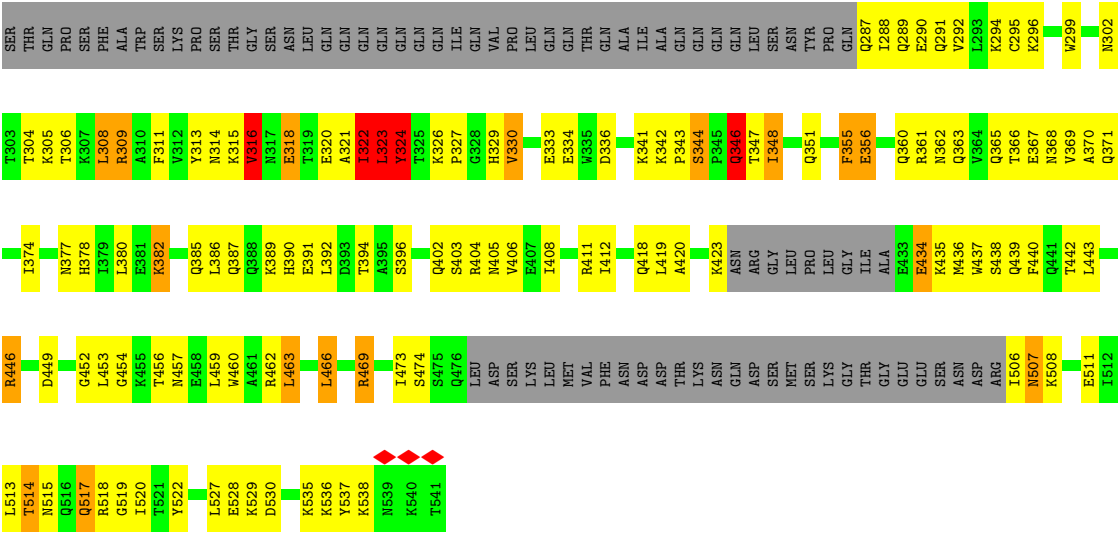 SER THR GLN PRO SER PHE ALA TRP SER LYS PRO SER THR GLY SER ASN LEU GLN GLN GLN GLN GLN ILE GLN VAL PRO LEU GLN GLN THR GLN ALA ILE ALA GLN GLN GLN GLN LEU SER ASN TYR PRO GLN Q287 I288 Q289 E290 Q291 V292 L293 K294 C295 K296 W299 N302
T303 T304 K305 T306 K307 L308 R309 A310 F311 V312 Y313 N314 K315 V316 N317 E318 T319 E320 A321 I322 L323 Y324 T325 K326 P327 G328 H329 V330 E333 E334 W335 D336 K341 K342 P343 S344 P345 Q346 T347 I348 Q351 F355 E356 Q360 R361 N362 Q363 V364 Q365 T366 E367 N368 V369 A370 Q371
I374 N377 H378 I379 L380 E381 K382 Q385 L386 Q387 Q388 K389 H390 E391 L392 D393 T394 A395 S396 Q402 S403 R404 N405 V406 E407 I408 R411 I412 Q418 L419 A420 K423 ASN ARG GLY LEU PRO LEU GLY ILE ALA E433 E434 K435 M436 W437 S438 Q439 F440 Q441 T442 L443
R446 D449 G452 L453 G454 K455 T456 N457 E458 L459 W460 A461 R462 L463 L466 R469 I473 S474 S475 Q476 LEU ASP SER LYS LEU MET VAL PHE ASN ASP ASP THR LYS ASN GLN ASP SER MET SER LYS GLY THR GLY GLU GLU SER ASN ASP ARG I506 N507 K508 E511 I512
L513 T514 N515 Q516 Q517 R518 G519 I520 T521 Y522 L527 E528 K529 D530 K535 K536 Y537 K538 N539 K540 T541